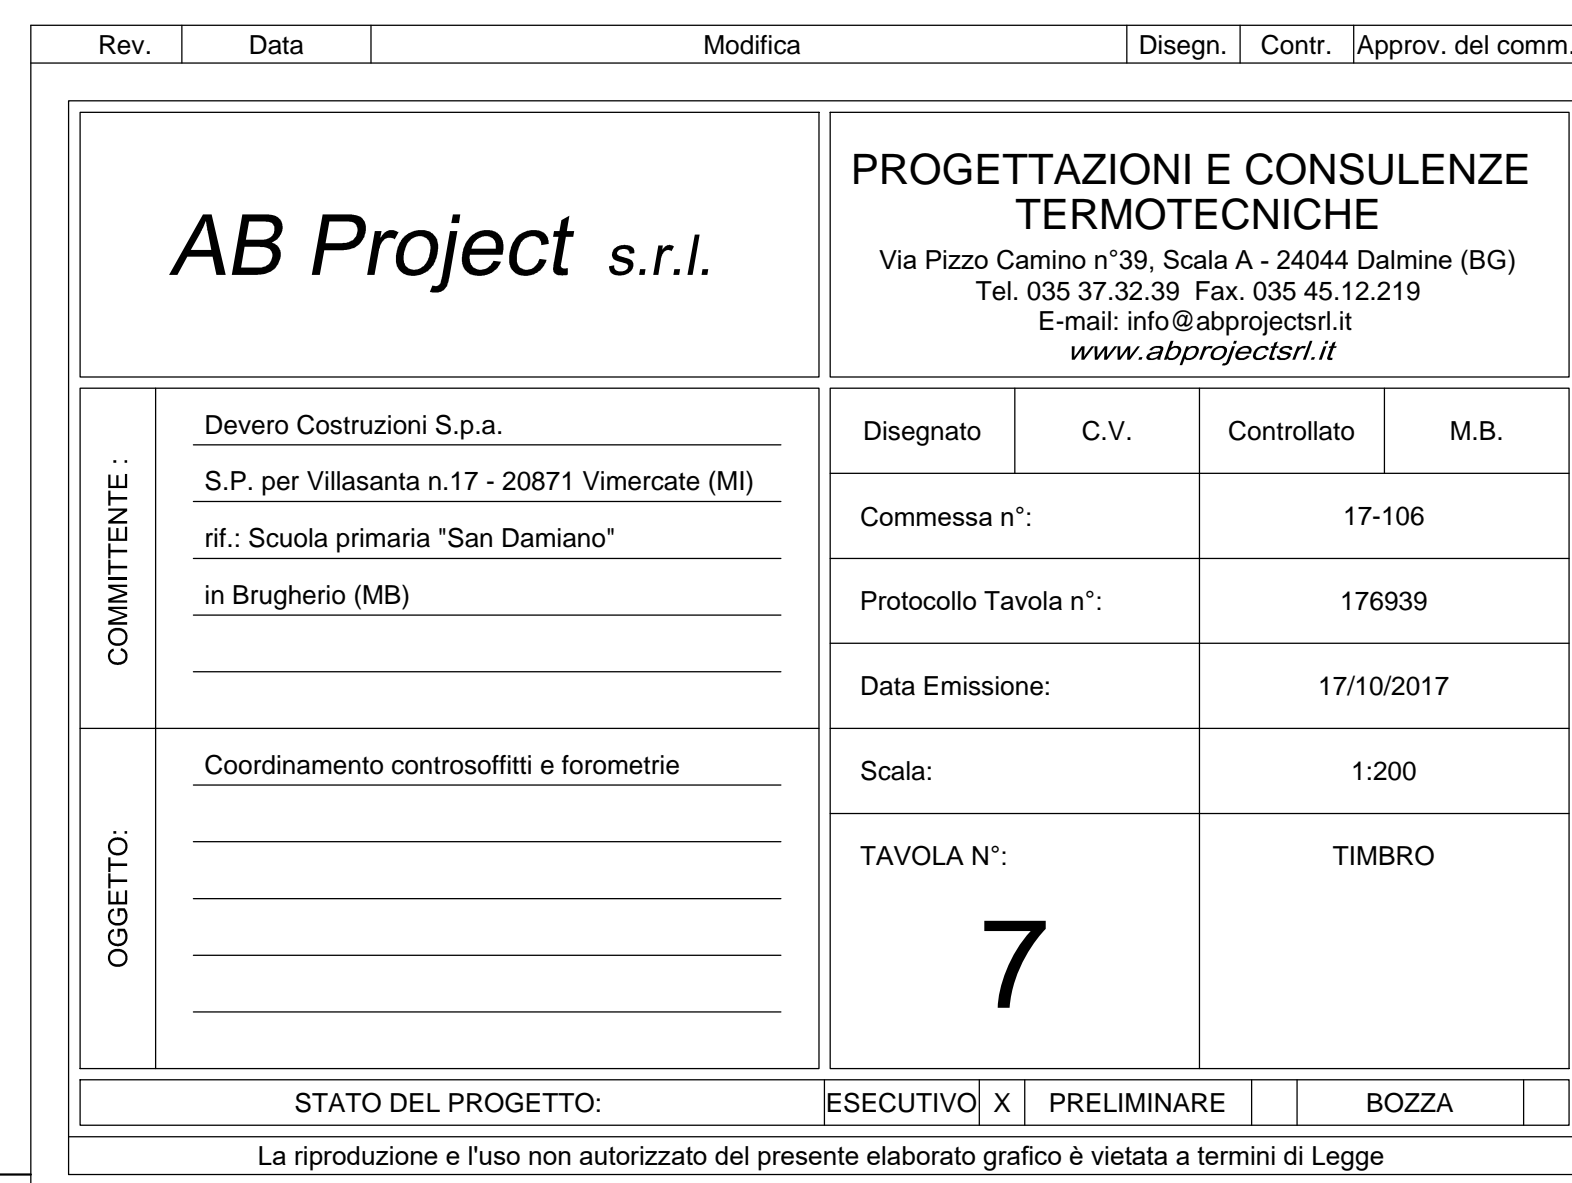 Rev. Data Modifica Disegn. Contr. Approv. del comm.
AB Project s.r.l.
PROGETTAZIONI E CONSULENZE
TERMOTECNICHE
Via Pizzo Camino n°39, Scala A - 24044 Dalmine (BG)
Tel. 035 37.32.39 Fax. 035 45.12.219
E-mail: info@abprojectsrl.it
www.abprojectsrl.it
COMMITTENTE :
Devero Costruzioni S.p.a.
S.P. per Villasanta n.17 - 20871 Vimercate (MI)
rif.: Scuola primaria "San Damiano"
in Brugherio (MB)
OGGETTO:
Coordinamento controsoffitti e forometrie
Disegnato C.V. Controllato M.B.
Commessa n°: 17-106
Protocollo Tavola n°: 176939
Data Emissione: 17/10/2017
Scala: 1:200
TAVOLA N°: TIMBRO
7
STATO DEL PROGETTO: ESECUTIVO X PRELIMINARE BOZZA
La riproduzione e l'uso non autorizzato del presente elaborato grafico è vietata a termini di Legge